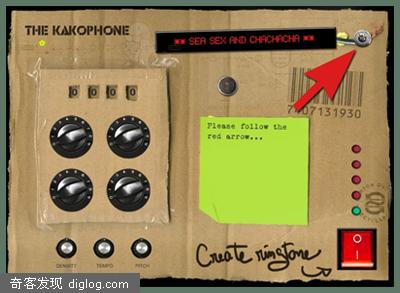 THE KAKOPHONE
SEA SEX AND CHACHACHA
7707131930
0 0 0 0
Please follow the
red arrow...
DENSITY TEMPO PITCH
Create ringtone
奇客发现 diglog.com